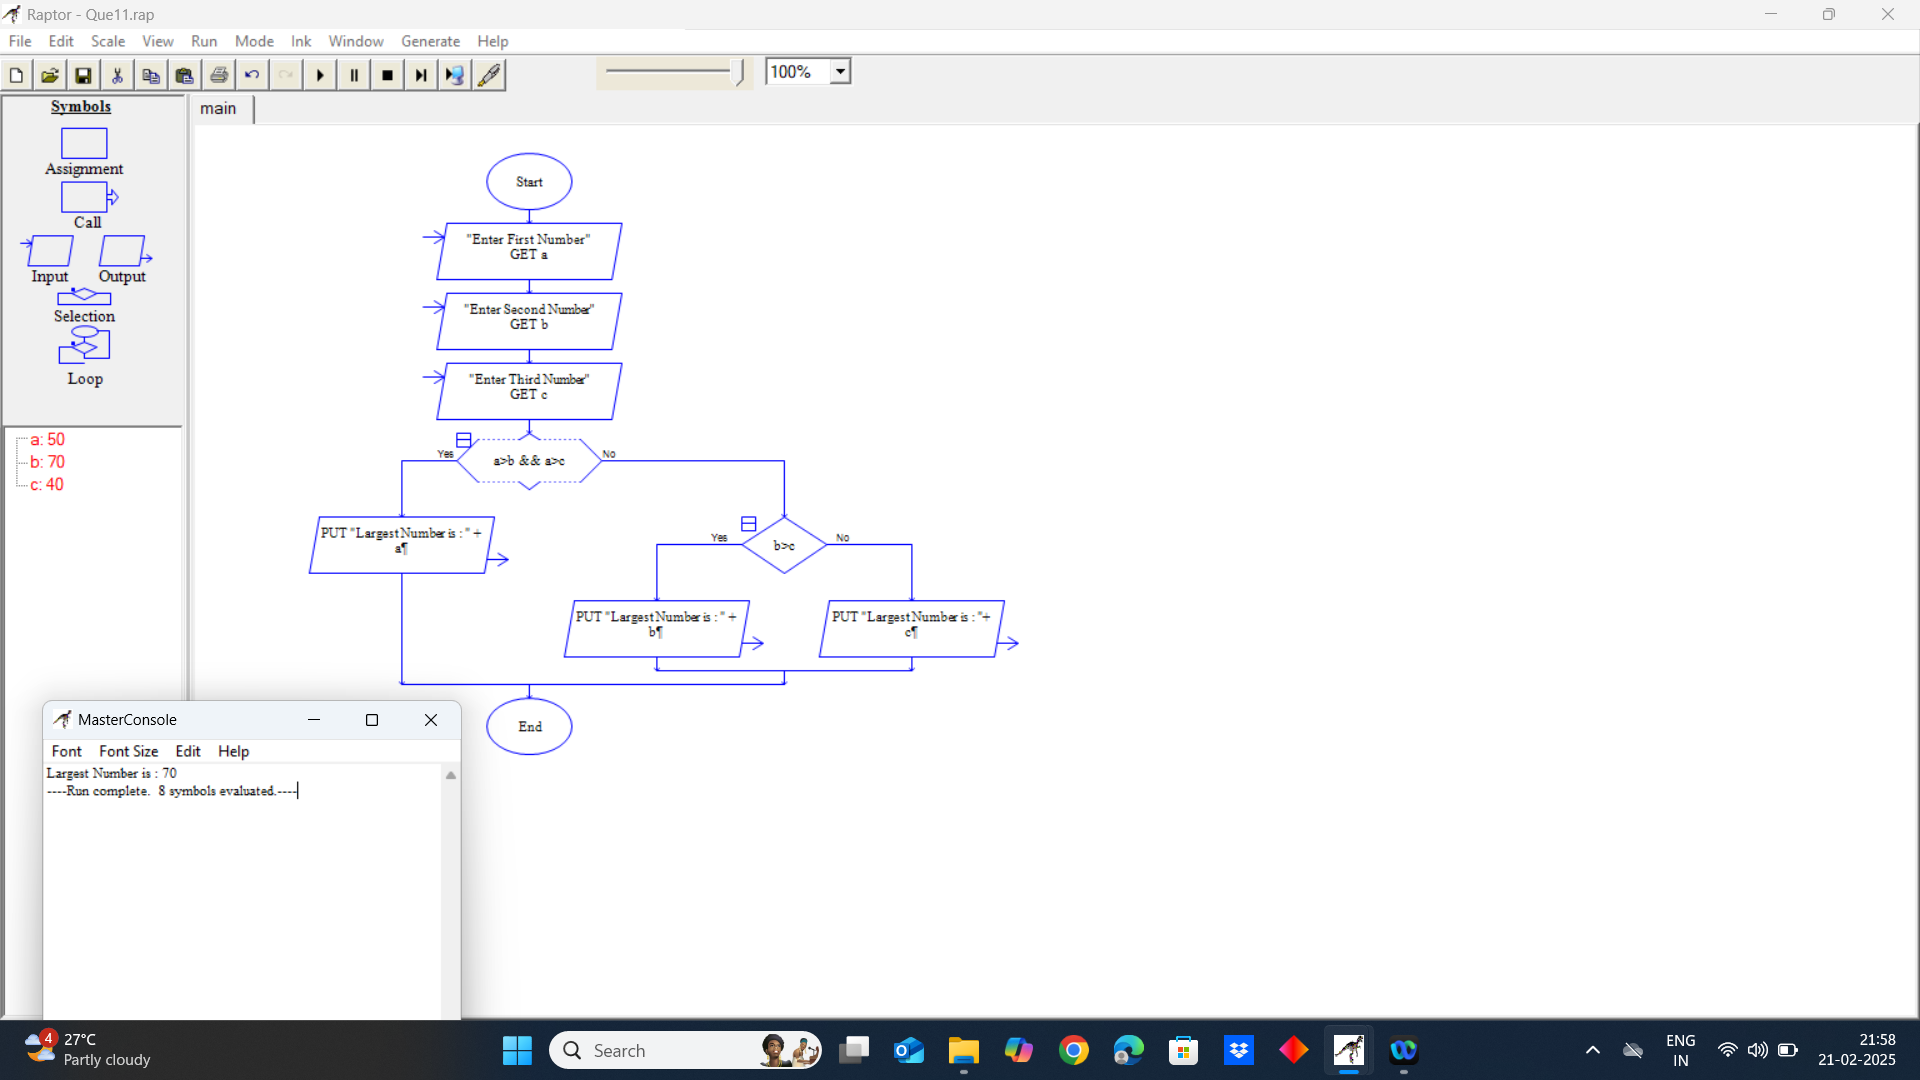 Raptor - Que11.rap
File Edit Scale View Run Mode Ink Window Generate Help
100%
Symbols
Assignment
Call
Input Output
Selection
Loop
a: 50
b: 70
c: 40
main
Start
"Enter First Number"
GET a
"Enter Second Number"
GET b
"Enter Third Number"
GET c
Yes
a>b && a>c
No
PUT "Largest Number is : " +
a¶
Yes
b>c
No
PUT "Largest Number is : " +
b¶
PUT "Largest Number is : "+
c¶
End
MasterConsole
Font Font Size Edit Help
Largest Number is : 70
----Run complete.  8 symbols evaluated.----
4
27°C
Partly cloudy
Search
ENG
IN
21:58
21-02-2025